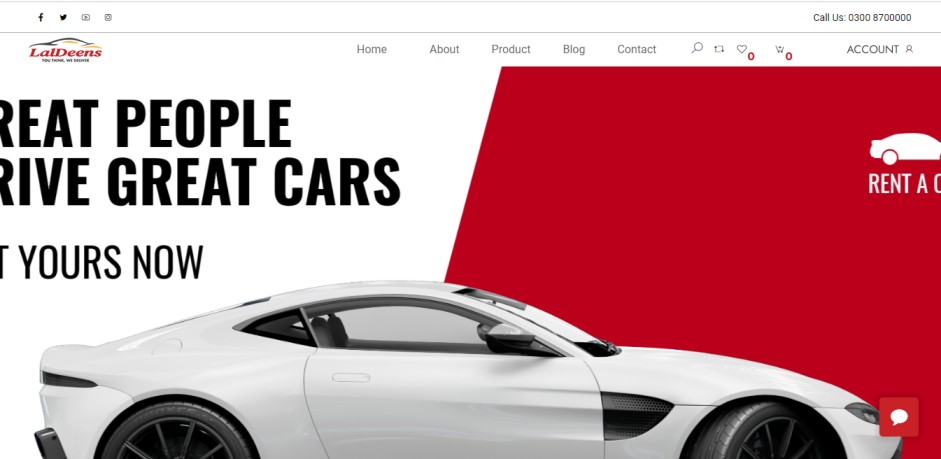 Call Us: 0300 8700000
LalDeens
YOU THINK, WE DELIVER
Home About Product Blog Contact 0 0 ACCOUNT
REAT PEOPLE
RIVE GREAT CARS
T YOURS NOW
RENT A C